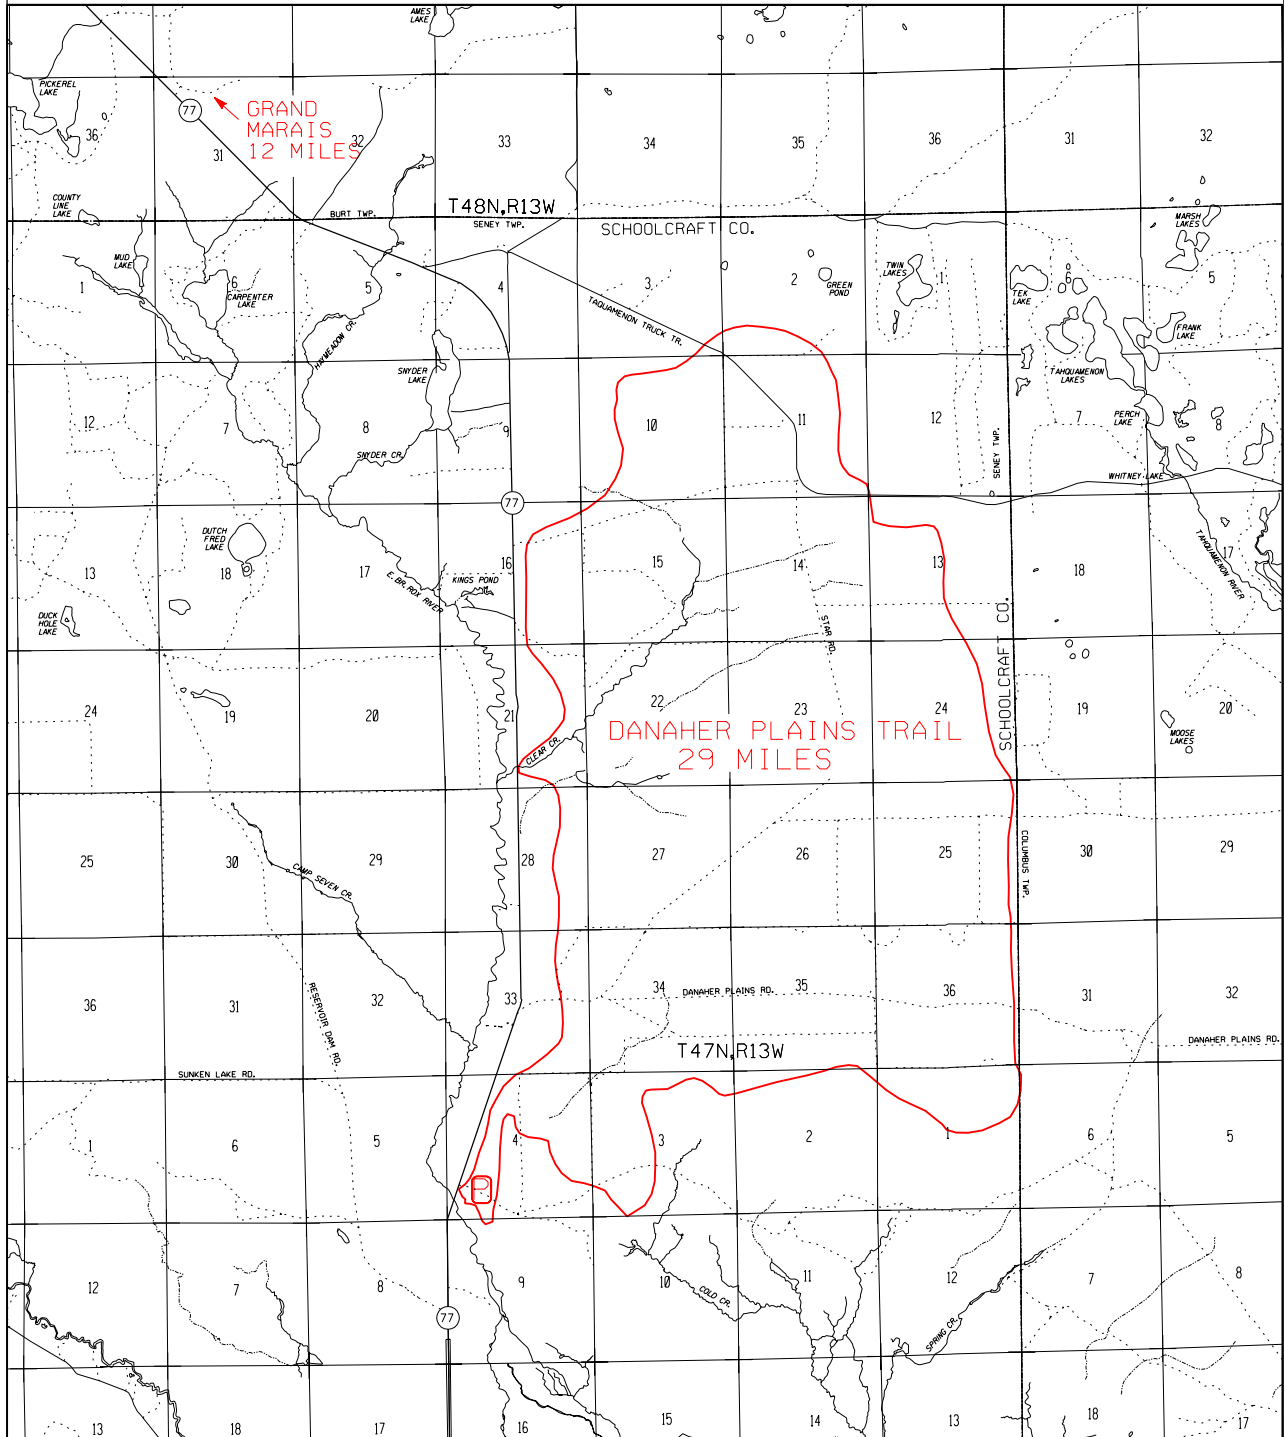 AMES
LAKE
PICKEREL
LAKE
77
GRAND
MARAIS
12 MILES
36
31
32
33
34
35
36
31
32
COUNTY
LINE
LAKE
BURT TWP.
T48N,R13W
SENEY TWP.
SCHOOLCRAFT CO.
MARSH
LAKES
MUD
LAKE
1
6
CARPENTER
LAKE
5
4
3
2
GREEN
POND
TWIN
LAKES
1
TEK
LAKE
6
5
HAYMEADOW CR.
TAQUAMENON TRUCK TR.
FRANK
LAKE
SNYDER
LAKE
TAHQUAMENON
LAKES
12
7
8
9
10
11
12
7
PERCH
LAKE
8
SNYDER CR.
SENEY TWP.
WHITNEY LAKE
77
DUTCH
FRED
LAKE
13
18
17
16
15
14
13
18
17
TAHQUAMENON RIVER
E. BR. FOX RIVER
KINGS POND
DUCK
HOLE
LAKE
STAR RD.
SCHOOLCRAFT CO.
24
19
20
21
22
23
24
19
20
DANAHER PLAINS TRAIL
29 MILES
MOOSE
LAKES
CLEAR CR.
25
30
29
28
27
26
25
COLUMBUS TWP.
30
29
CAMP SEVEN CR.
36
31
RESERVOIR DAM RD.
32
33
34
DANAHER PLAINS RD.
35
36
31
32
DANAHER PLAINS RD.
T47N,R13W
SUNKEN LAKE RD.
1
6
5
4
3
2
1
6
5
P
12
7
8
9
10
11
12
7
8
COLD CR.
77
SPRING CR.
13
18
17
16
15
14
13
18
17